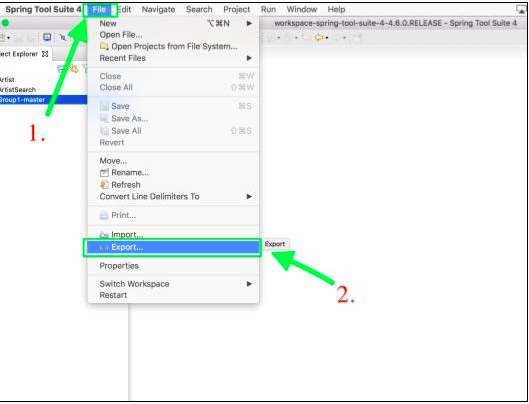 Spring Tool Suite 4 File Edit Navigate Search Project Run Window Help
workspace-spring-tool-suite-4-4.6.0.RELEASE - Spring Tool Suite 4
ject Explorer
Artist
ArtistSearch
Group1-master
New ⌥⌘N ▶
Open File...
Open Projects from File System...
Recent Files ▶
Close ⌘W
Close All ⇧⌘W
Save ⌘S
Save As...
Save All ⇧⌘S
Revert
Move...
Rename...
Refresh
Convert Line Delimiters To ▶
Print...
Import...
Export...
Export
Properties
Switch Workspace ▶
Restart
1.
2.